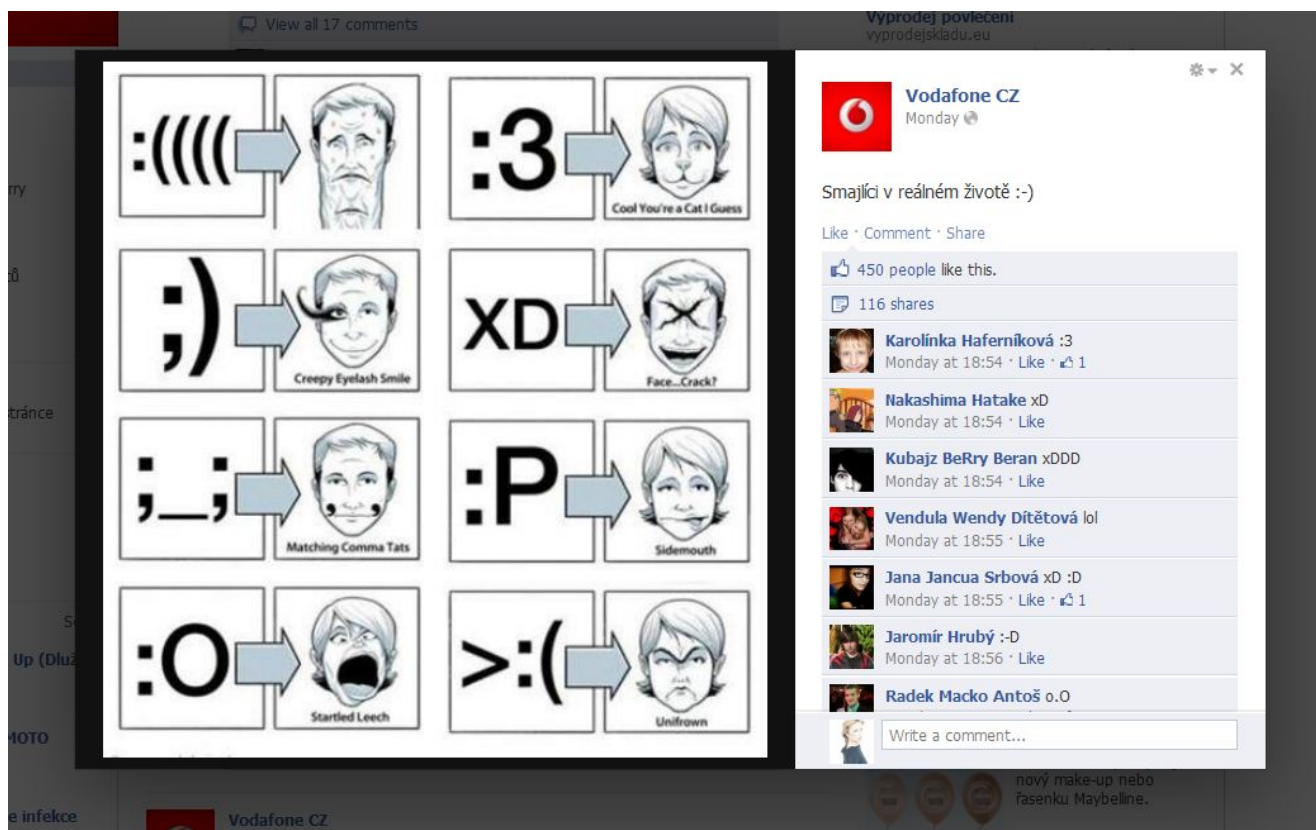 View all 17 comments
Výprodej povlečení
vyprodejskladu.eu
rry
ců
stránce
Up (Dluž
MOTO
e infekce
:((((
:3
Cool You're a Cat I Guess
;)
Creepy Eyelash Smile
XD
Face...Crack?
;_;
Matching Comma Tats
:P
Sidemouth
:O
Startled Leech
>:(
Unifrown
Vodafone CZ
Monday
Smajlíci v reálném životě :-)
Like · Comment · Share
450 people like this.
116 shares
Karolínka Haferníková :3
Monday at 18:54 · Like · 1
Nakashima Hatake xD
Monday at 18:54 · Like
Kubajz BeRry Beran xDDD
Monday at 18:54 · Like
Vendula Wendy Dítětová lol
Monday at 18:55 · Like
Jana Jancua Srbová xD :D
Monday at 18:55 · Like · 1
Jaromír Hrubý :-D
Monday at 18:56 · Like
Radek Macko Antoš o.O
Write a comment...
nový make-up nebo
řasenku Maybelline.
Vodafone CZ